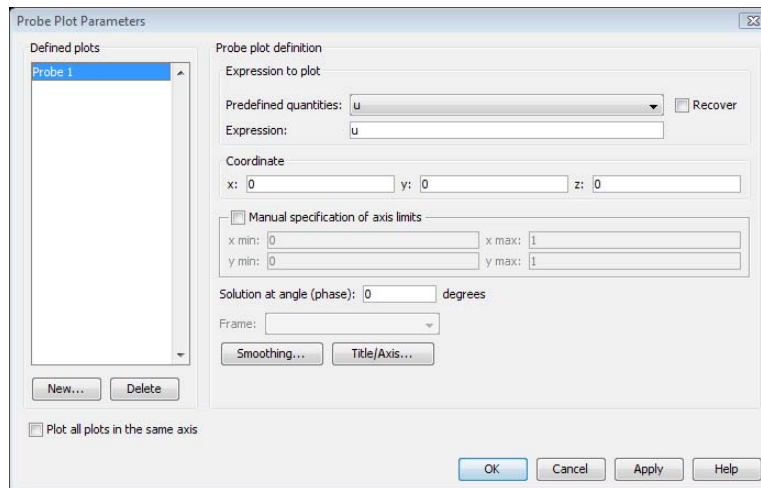 Probe Plot Parameters
Defined plots
Probe 1
New... Delete
Plot all plots in the same axis
Probe plot definition
Expression to plot
Predefined quantities: u Recover
Expression: u
Coordinate
x: 0 y: 0 z: 0
Manual specification of axis limits
x min: 0 x max: 1
y min: 0 y max: 1
Solution at angle (phase): 0 degrees
Frame:
Smoothing... Title/Axis...
OK Cancel Apply Help